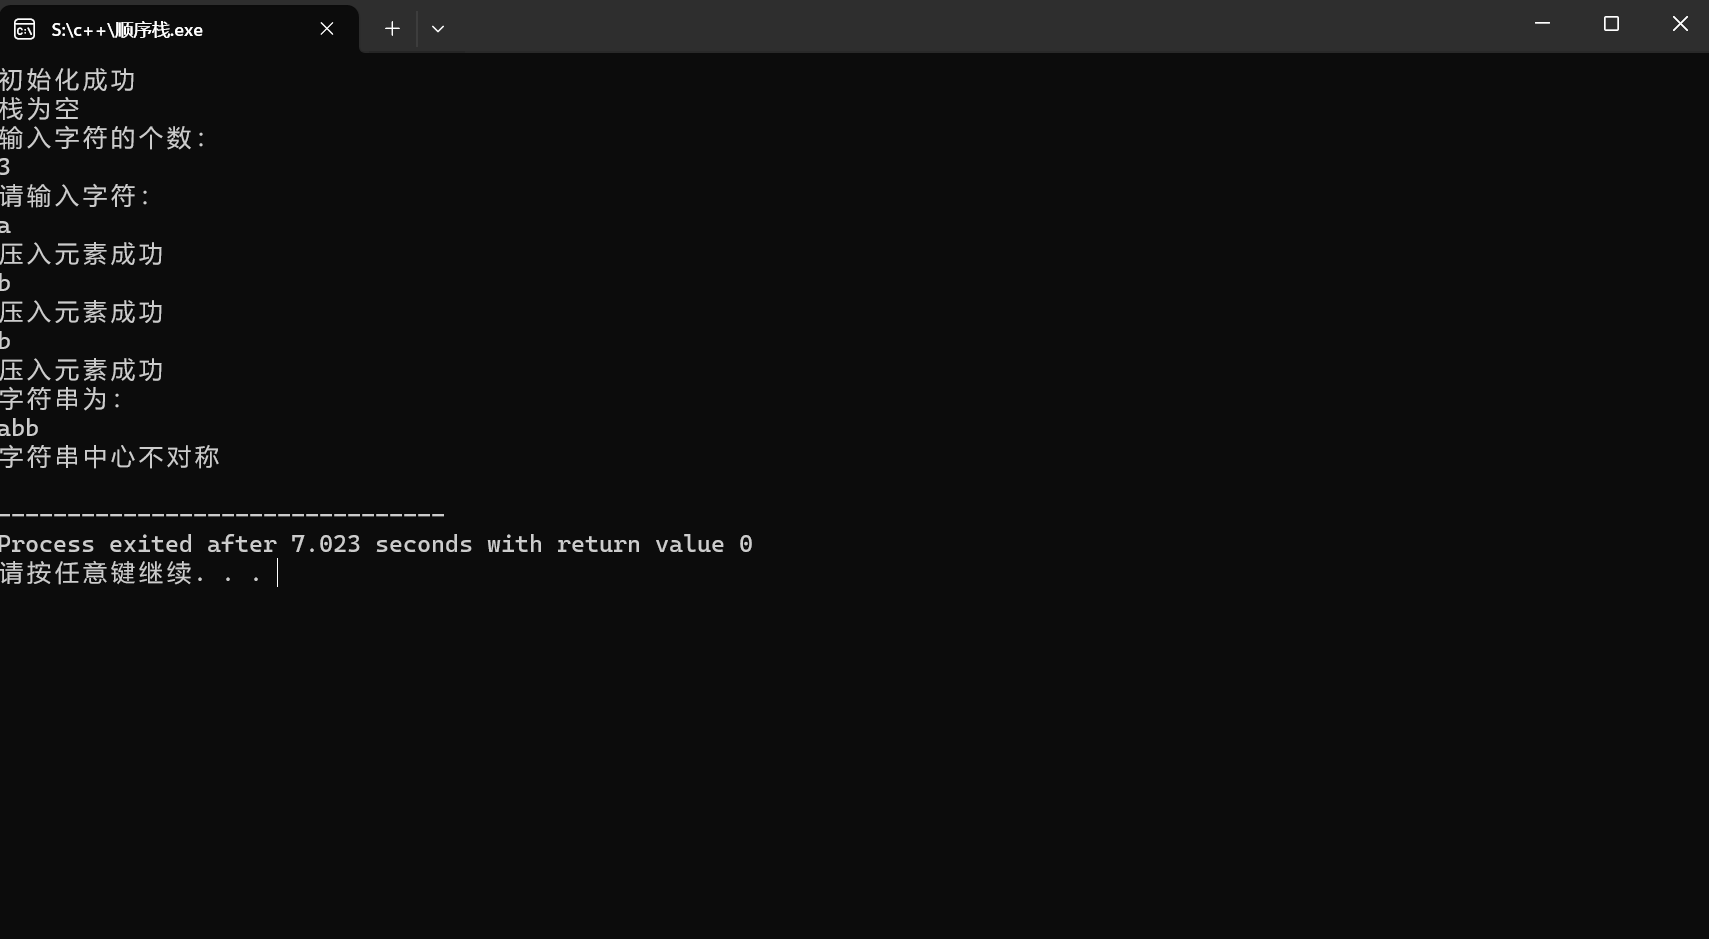 S:\c++\顺序栈.exe
初始化成功
栈为空
输入字符的个数：
3
请输入字符：
a
压入元素成功
b
压入元素成功
b
压入元素成功
字符串为：
abb
字符串中心不对称
--------------------------------
Process exited after 7.023 seconds with return value 0
请按任意键继续. . .